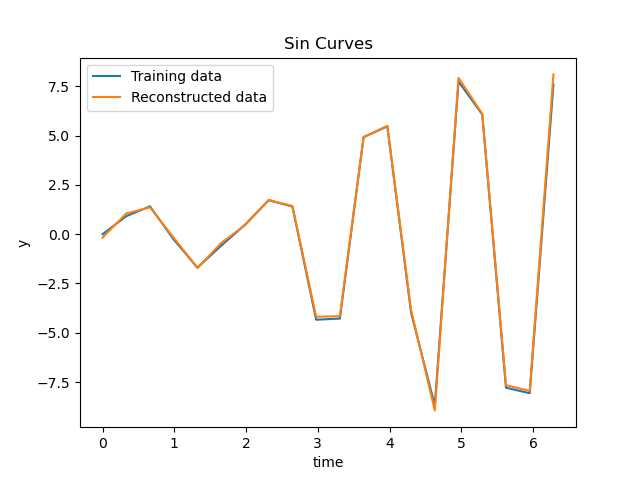 Sin Curves
Training data
Reconstructed data
7.5
5.0
2.5
0.0
−2.5
−5.0
−7.5
y
0 1 2 3 4 5 6
time